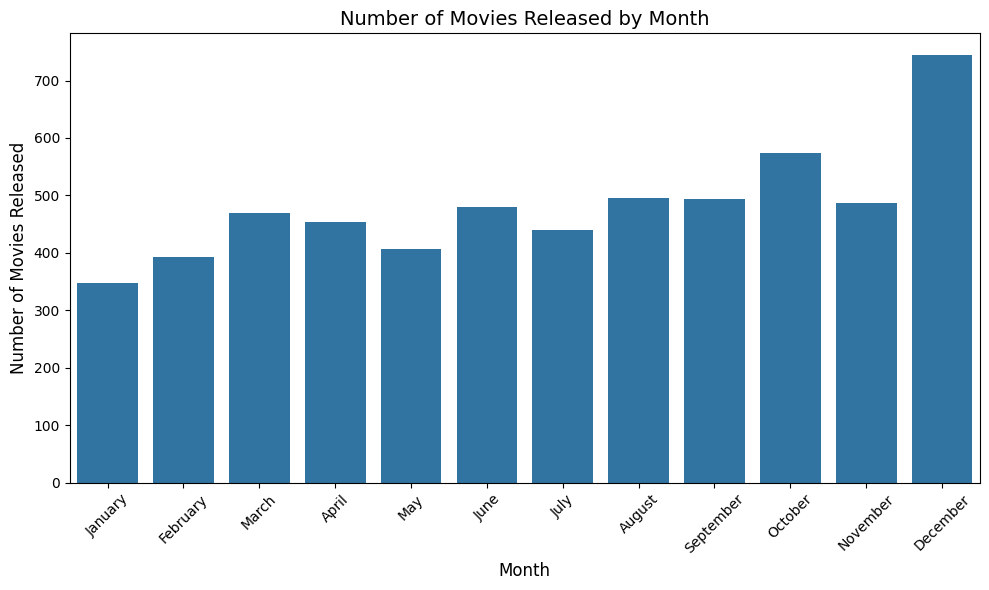 Number of Movies Released by Month
Number of Movies Released
700
600
500
400
300
200
100
0
January
February
March
April
May
June
July
August
September
October
November
December
Month